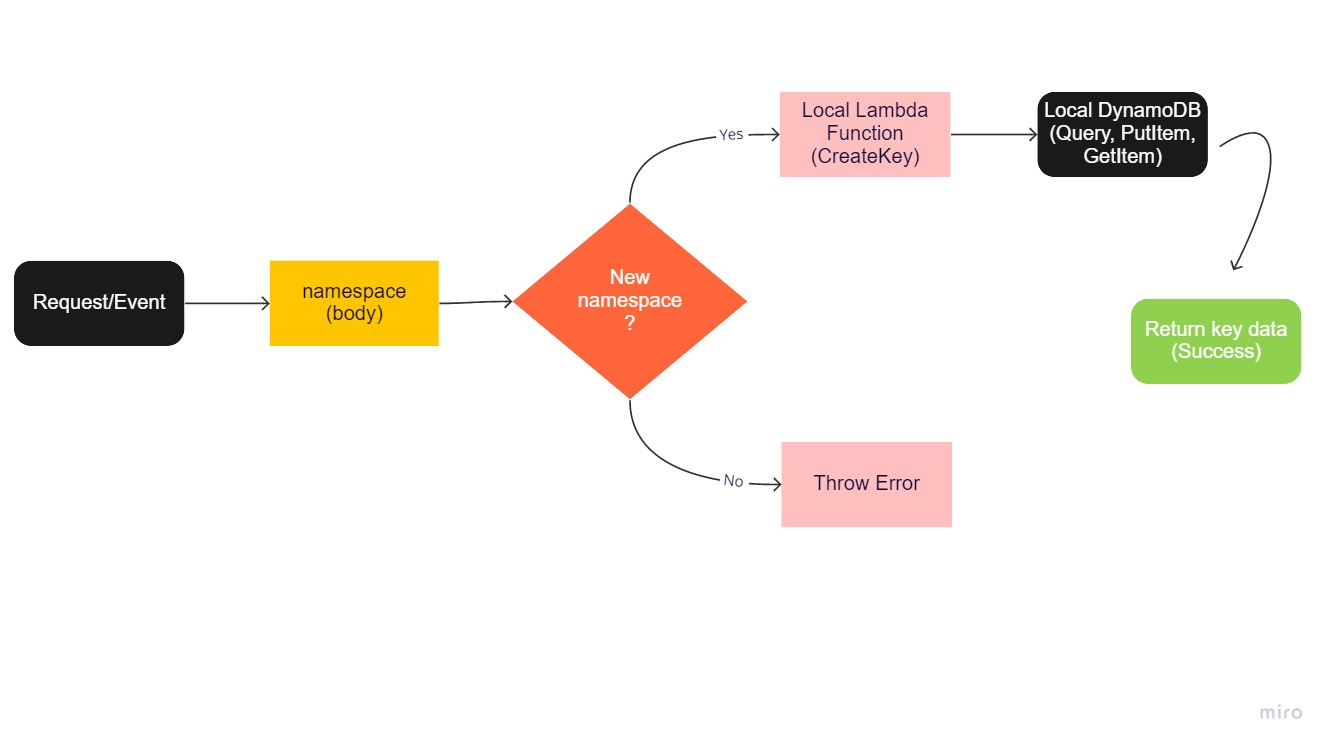 Request/Event
namespace
(body)
New
namespace
?
Yes
Local Lambda
Function
(CreateKey)
Local DynamoDB
(Query, PutItem,
GetItem)
Return key data
(Success)
No
Throw Error
miro